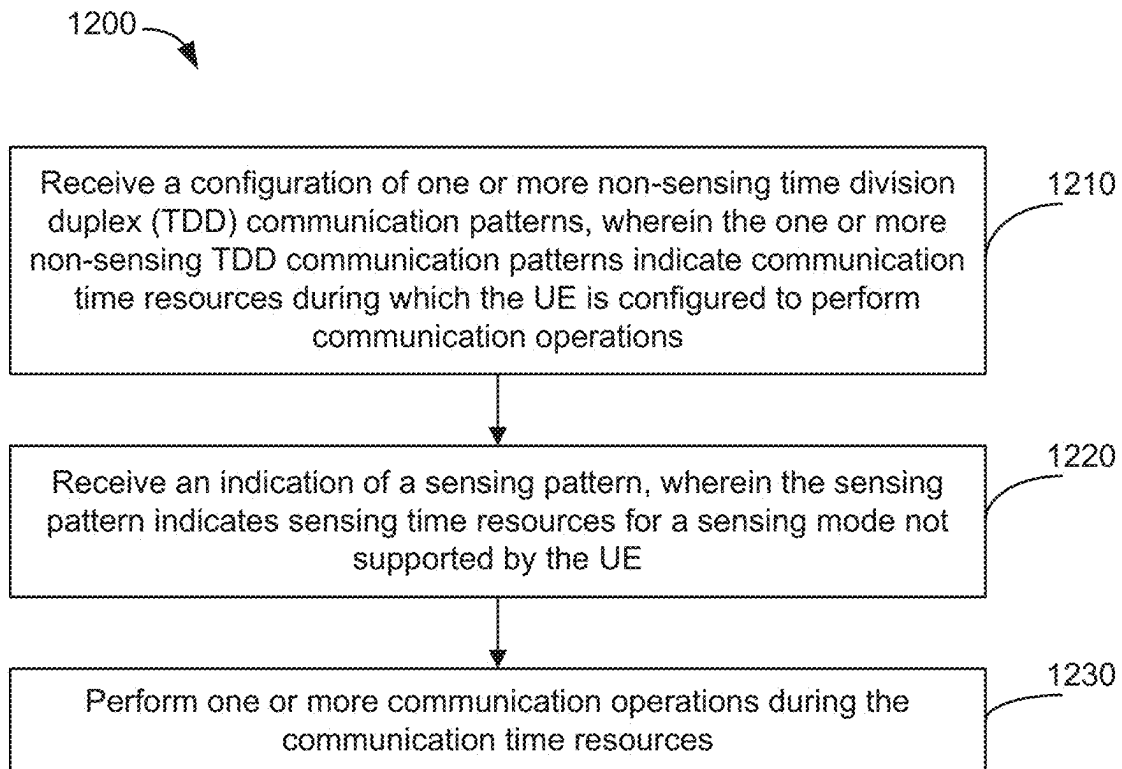 1200
Receive a configuration of one or more non-sensing time division
duplex (TDD) communication patterns, wherein the one or more
non-sensing TDD communication patterns indicate communication
time resources during which the UE is configured to perform
communication operations
1210
Receive an indication of a sensing pattern, wherein the sensing
pattern indicates sensing time resources for a sensing mode not
supported by the UE
1220
Perform one or more communication operations during the
communication time resources
1230